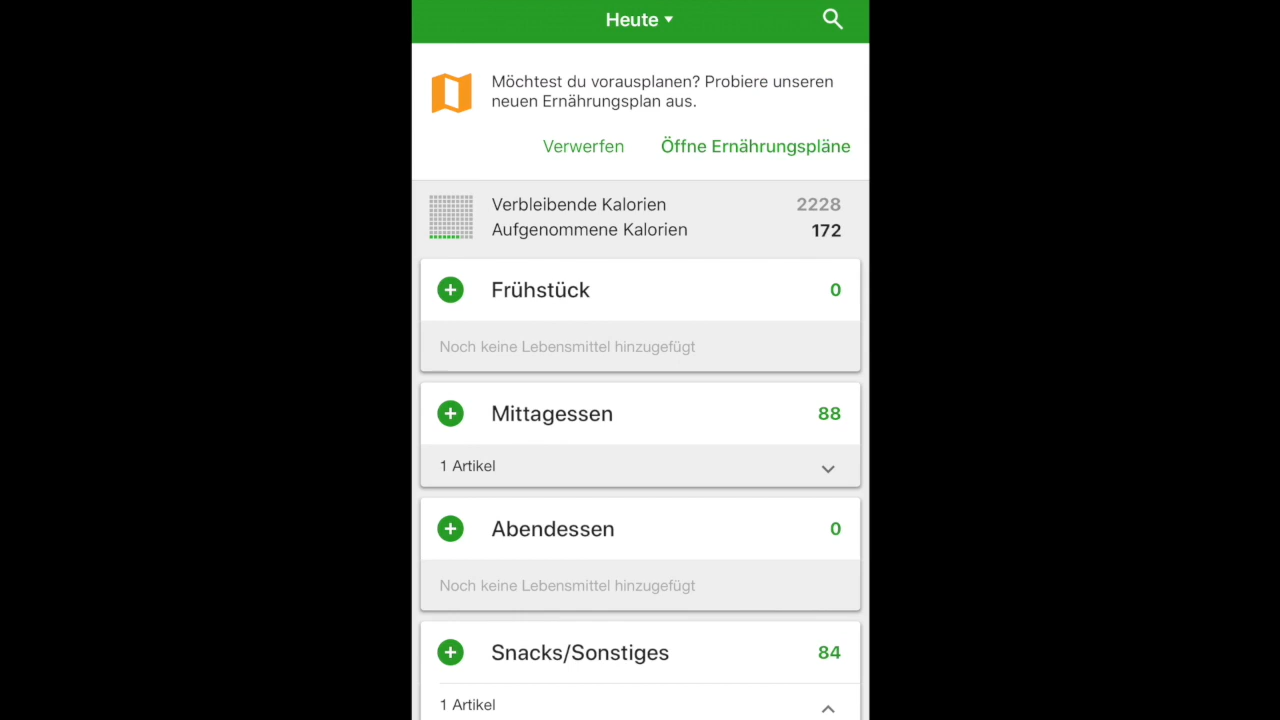 Heute
Möchtest du vorausplanen? Probiere unseren
neuen Ernährungsplan aus.
Verwerfen Öffne Ernährungspläne
Verbleibende Kalorien 2228
Aufgenommene Kalorien 172
Frühstück 0
Noch keine Lebensmittel hinzugefügt
Mittagessen 88
1 Artikel
Abendessen 0
Noch keine Lebensmittel hinzugefügt
Snacks/Sonstiges 84
1 Artikel